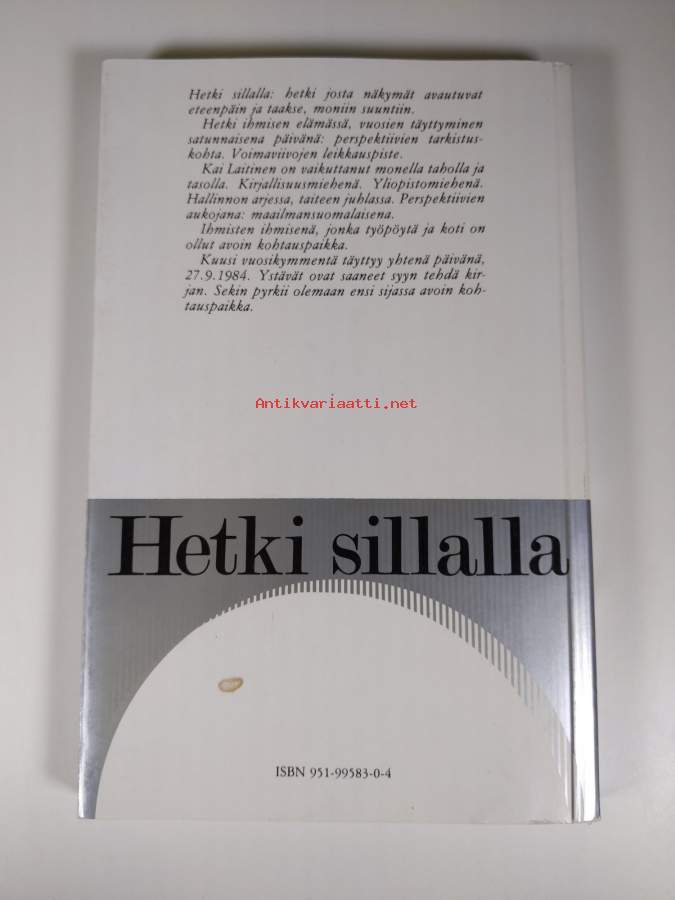 Hetki sillalla: hetki josta näkymät avautuvat
eteenpäin ja taakse, moniin suuntiin.
Hetki ihmisen elämässä, vuosien täyttyminen
satunnaisena päivänä: perspektiivien tarkistus-
kohta. Voimaviivojen leikkauspiste.
Kai Laitinen on vaikuttanut monella taholla ja
tasolla. Kirjallisuusmiehenä. Yliopistomiehenä.
Hallinnon arjessa, taiteen juhlassa. Perspektiivien
aukojana: maailmansuomalaisena.
Ihmisten ihmisenä, jonka työpöytä ja koti on
ollut avoin kohtauspaikka.
Kuusi vuosikymmentä täyttyy yhtenä päivänä,
27.9.1984. Ystävät ovat saaneet syyn tehdä kir-
jan. Sekin pyrkii olemaan ensi sijassa avoin koh-
tauspaikka.
Antikvariaatti.net
Hetki sillalla
ISBN 951-99583-0-4